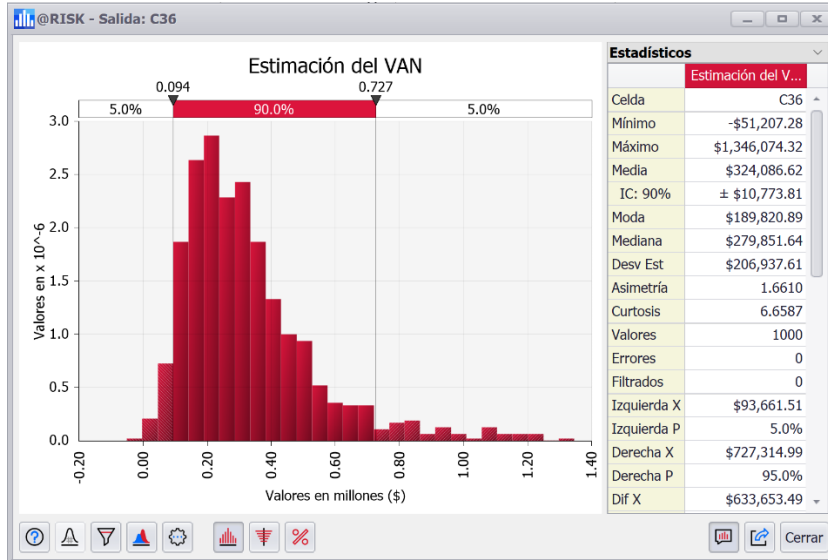 @RISK - Salida: C36
Estimación del VAN
0.094 0.727
5.0% 90.0% 5.0%
Valores en x 10^-6
3.0
2.5
2.0
1.5
1.0
0.5
0.0
-0.20 0.00 0.20 0.40 0.60 0.80 1.00 1.20 1.40
Valores en millones ($)
Estadísticos
Estimación del V...
Celda C36
Mínimo -$51,207.28
Máximo $1,346,074.32
Media $324,086.62
IC: 90% ± $10,773.81
Moda $189,820.89
Mediana $279,851.64
Desv Est $206,937.61
Asimetría 1.6610
Curtosis 6.6587
Valores 1000
Errores 0
Filtrados 0
Izquierda X $93,661.51
Izquierda P 5.0%
Derecha X $727,314.99
Derecha P 95.0%
Dif X $633,653.49
Cerrar